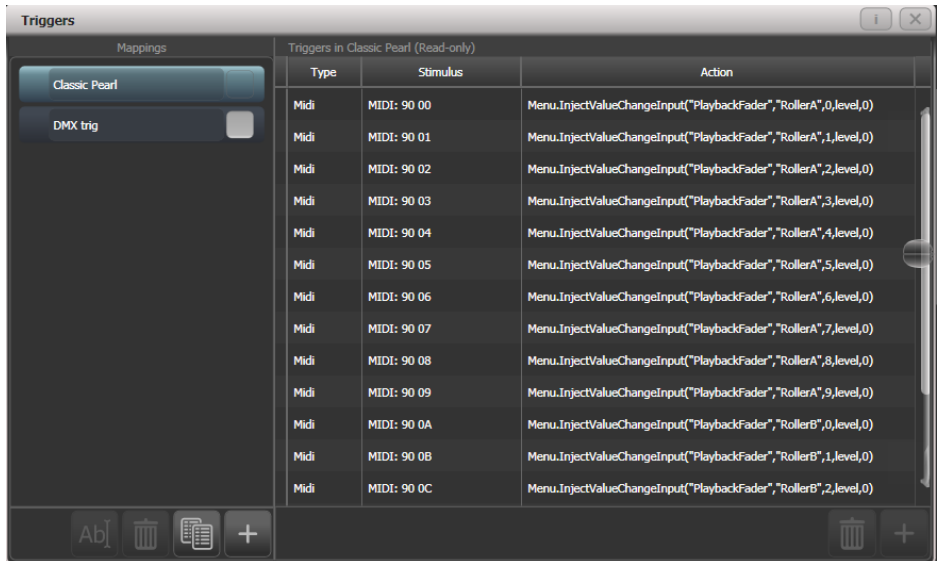 Triggers
i
Mappings
Triggers in Classic Pearl (Read-only)
Classic Pearl
DMX trig
Type Stimulus Action
Midi MIDI: 90 00 Menu.InjectValueChangeInput("PlaybackFader","RollerA",0,level,0)
Midi MIDI: 90 01 Menu.InjectValueChangeInput("PlaybackFader","RollerA",1,level,0)
Midi MIDI: 90 02 Menu.InjectValueChangeInput("PlaybackFader","RollerA",2,level,0)
Midi MIDI: 90 03 Menu.InjectValueChangeInput("PlaybackFader","RollerA",3,level,0)
Midi MIDI: 90 04 Menu.InjectValueChangeInput("PlaybackFader","RollerA",4,level,0)
Midi MIDI: 90 05 Menu.InjectValueChangeInput("PlaybackFader","RollerA",5,level,0)
Midi MIDI: 90 06 Menu.InjectValueChangeInput("PlaybackFader","RollerA",6,level,0)
Midi MIDI: 90 07 Menu.InjectValueChangeInput("PlaybackFader","RollerA",7,level,0)
Midi MIDI: 90 08 Menu.InjectValueChangeInput("PlaybackFader","RollerA",8,level,0)
Midi MIDI: 90 09 Menu.InjectValueChangeInput("PlaybackFader","RollerA",9,level,0)
Midi MIDI: 90 0A Menu.InjectValueChangeInput("PlaybackFader","RollerB",0,level,0)
Midi MIDI: 90 0B Menu.InjectValueChangeInput("PlaybackFader","RollerB",1,level,0)
Midi MIDI: 90 0C Menu.InjectValueChangeInput("PlaybackFader","RollerB",2,level,0)
Ab